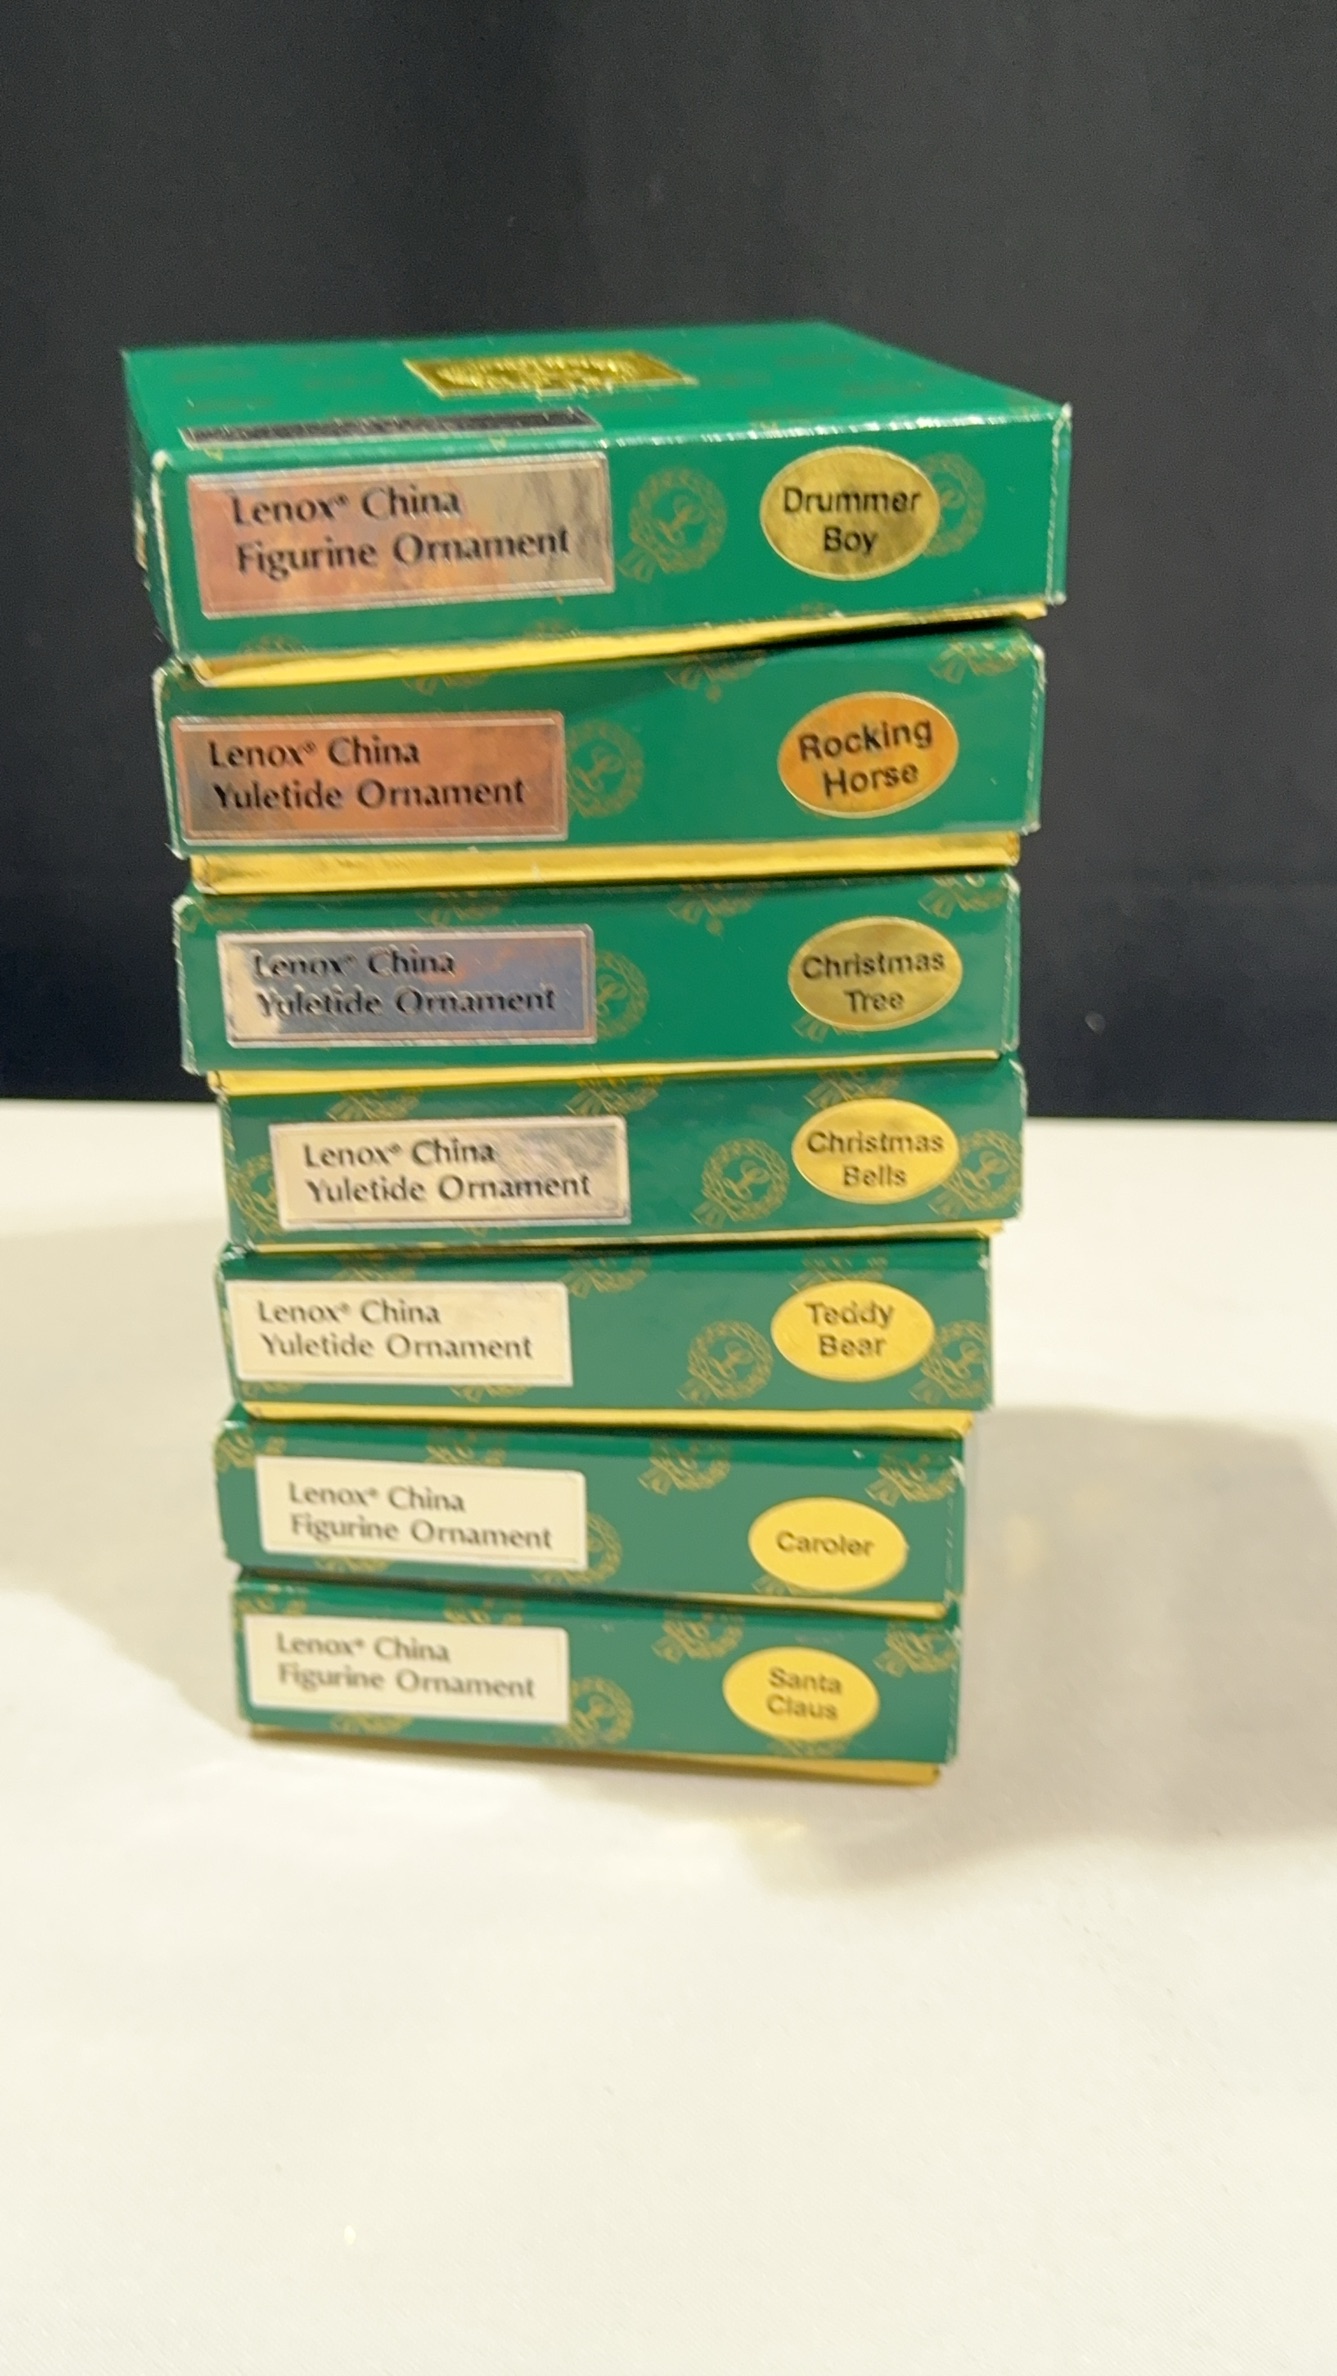 Lenox® China
Figurine Ornament
Drummer
Boy
Lenox® China
Yuletide Ornament
Rocking
Horse
Lenox® China
Yuletide Ornament
Christmas
Tree
Lenox® China
Yuletide Ornament
Christmas
Bells
Lenox® China
Yuletide Ornament
Teddy
Bear
Lenox® China
Figurine Ornament
Caroler
Lenox® China
Figurine Ornament
Santa
Claus